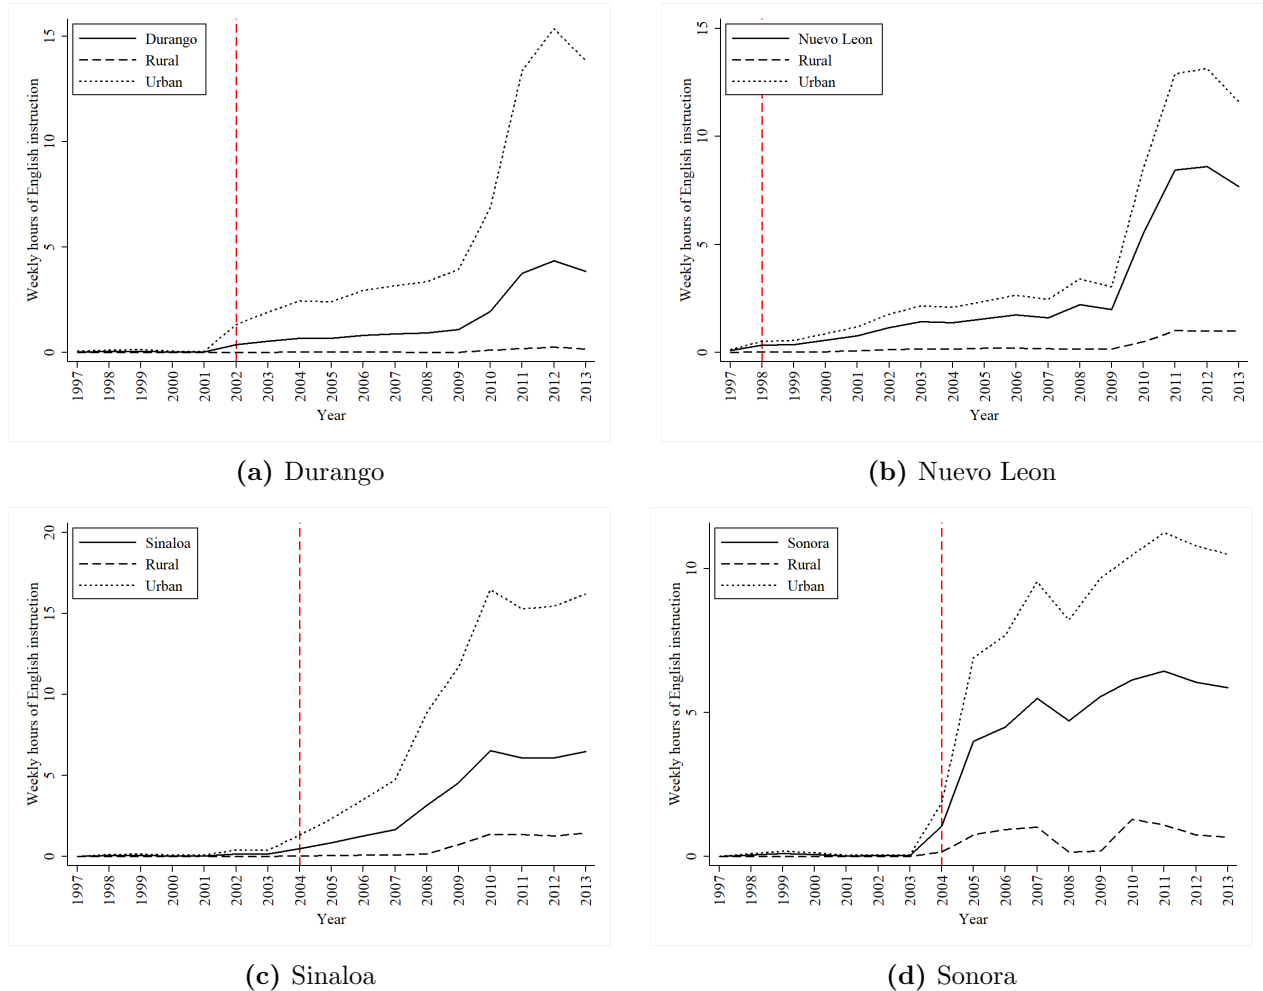 Durango
Rural
Urban
Weekly hours of English instruction
15
10
5
0
1997 1998 1999 2000 2001 2002 2003 2004 2005 2006 2007 2008 2009 2010 2011 2012 2013
Year
(a) Durango
Nuevo Leon
Rural
Urban
Weekly hours of English instruction
15
10
5
0
1997 1998 1999 2000 2001 2002 2003 2004 2005 2006 2007 2008 2009 2010 2011 2012 2013
Year
(b) Nuevo Leon
Sinaloa
Rural
Urban
Weekly hours of English instruction
20
15
10
5
0
1997 1998 1999 2000 2001 2002 2003 2004 2005 2006 2007 2008 2009 2010 2011 2012 2013
Year
(c) Sinaloa
Sonora
Rural
Urban
Weekly hours of English instruction
10
5
0
1997 1998 1999 2000 2001 2002 2003 2004 2005 2006 2007 2008 2009 2010 2011 2012 2013
Year
(d) Sonora